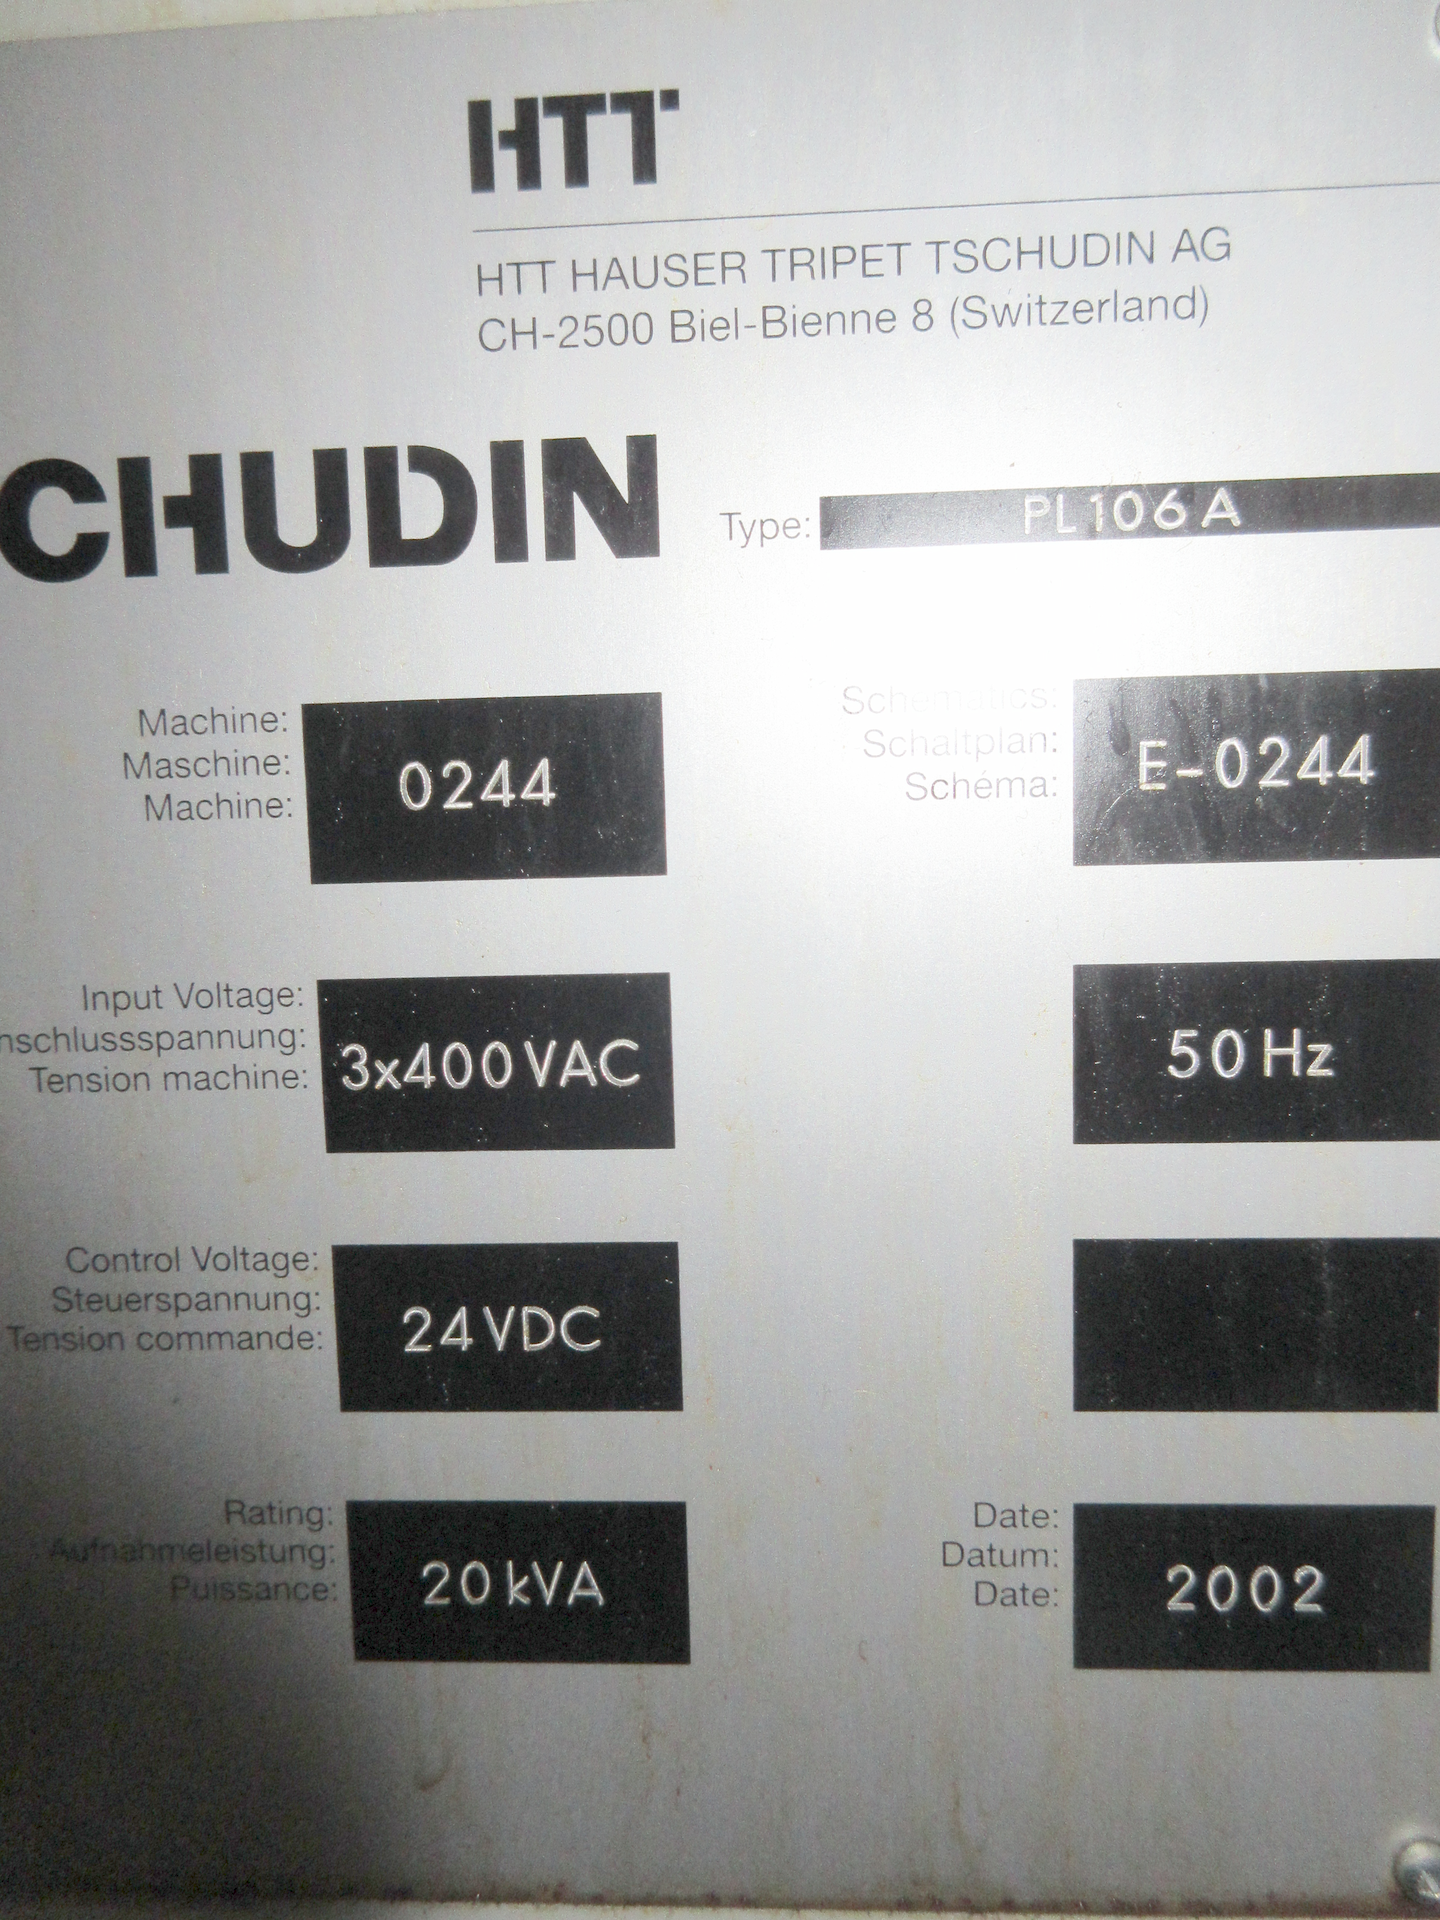 HTT
HTT HAUSER TRIPET TSCHUDIN AG
CH-2500 Biel-Bienne 8 (Switzerland)
CHUDIN
Type: PL106A
Machine:
Maschine:
Machine:
0244
Schematics:
Schaltplan:
Schéma:
E-0244
Input Voltage:
nschlussspannung:
Tension machine:
3x400VAC
50Hz
Control Voltage:
Steuerspannung:
Tension commande:
24VDC
Rating:
Aufnahmeleistung:
Puissance:
20kVA
Date:
Datum:
Date:
2002